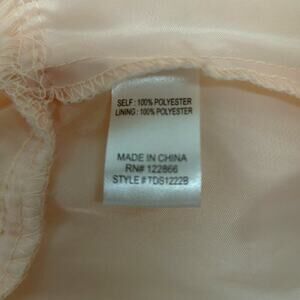 SELF : 100% POLYESTER
LINING : 100% POLYESTER
MADE IN CHINA
RN# 122866
STYLE # TDS1222B